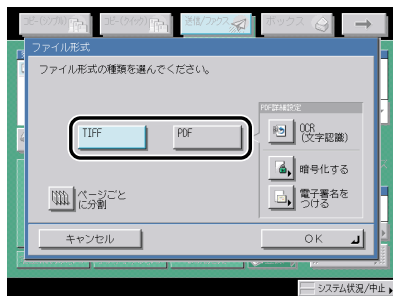 コピー(シンプル)
コピー(クイック)
送信/ファクス
ボックス
ファイル形式
ファイル形式の種類を選んでください。
PDF詳細設定
TIFF
PDF
OCR
(文字認識)
暗号化する
ページごと
に分割
電子署名を
つける
キャンセル
OK
システム状況/中止